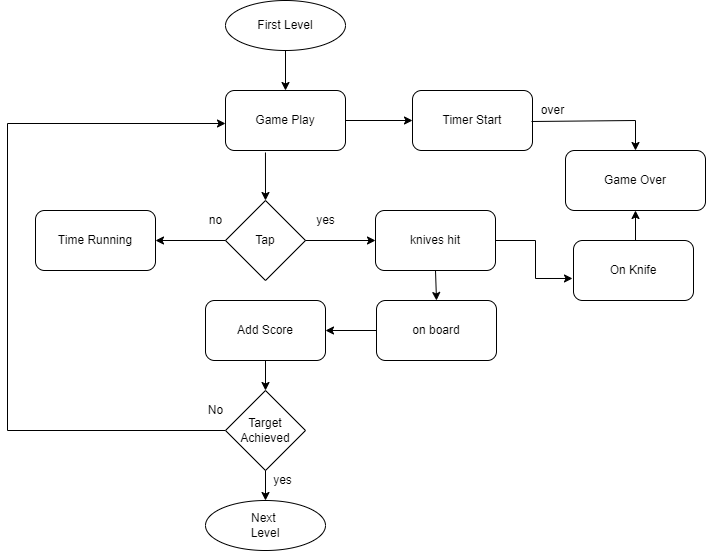 First Level
Game Play
Timer Start
over
Game Over
no
yes
Time Running
Tap
knives hit
On Knife
Add Score
on board
No
Target
Achieved
yes
Next
Level